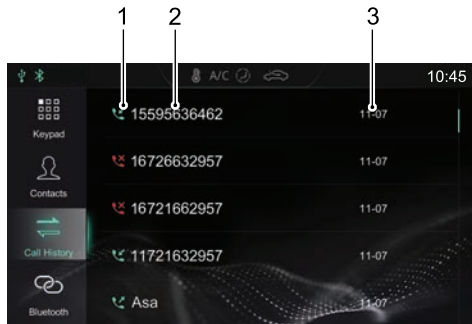 1 2 3
A/C 10:45
Keypad
Contacts
Call History
Bluetooth
15595636462 11-07
16726632957 11-07
16721662957 11-07
11721632957 11-07
Asa 11-07